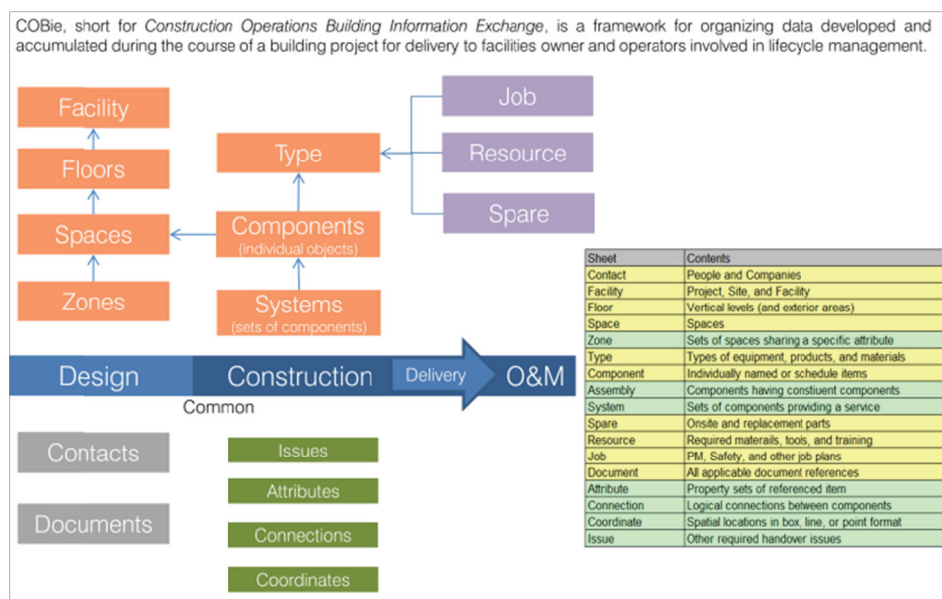 COBie, short for Construction Operations Building Information Exchange, is a framework for organizing data developed and
accumulated during the course of a building project for delivery to facilities owner and operators involved in lifecycle management.
Facility
Floors
Spaces
Zones
Type
Components
(individual objects)
Systems
(sets of components)
Job
Resource
Spare
Design
Construction
Delivery
O&M
Common
Contacts
Documents
Issues
Attributes
Connections
Coordinates
Sheet Contents
Contact People and Companies
Facility Project, Site, and Facility
Floor Vertical levels (and exterior areas)
Space Spaces
Zone Sets of spaces sharing a specific attribute
Type Types of equipment, products, and materials
Component Individually named or schedule items
Assembly Components having constiuent components
System Sets of components providing a service
Spare Onsite and replacement parts
Resource Required materails, tools, and training
Job PM, Safety, and other job plans
Document All applicable document references
Attribute Property sets of referenced item
Connection Logical connections between components
Coordinate Spatial locations in box, line, or point format
Issue Other required handover issues